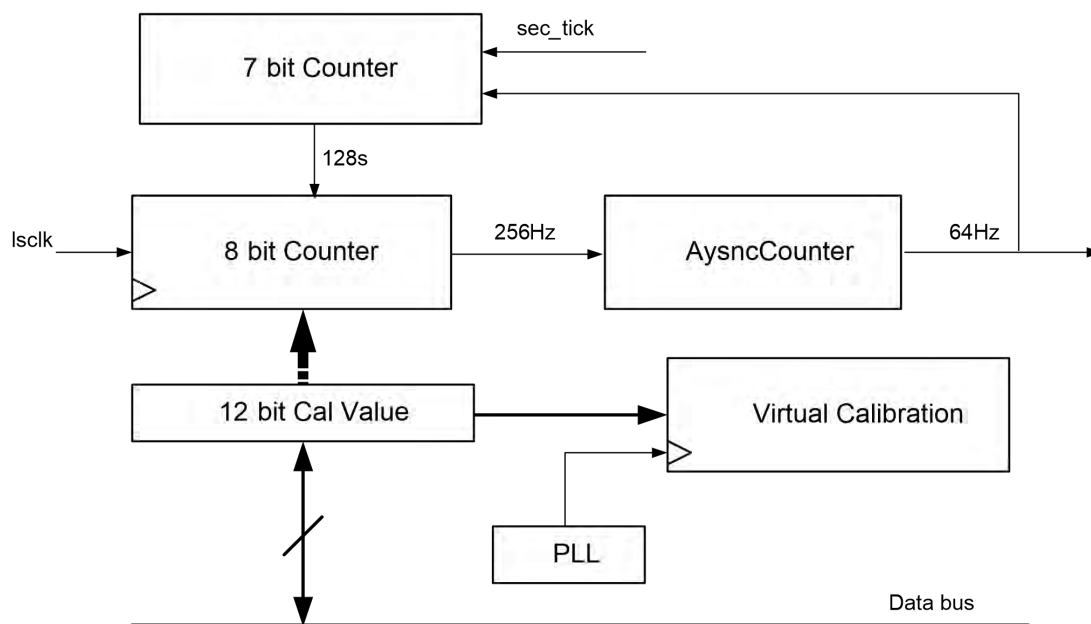 sec_tick
7 bit Counter
128s
lsclk
8 bit Counter
256Hz
AysncCounter
64Hz
12 bit Cal Value
Virtual Calibration
PLL
Data bus